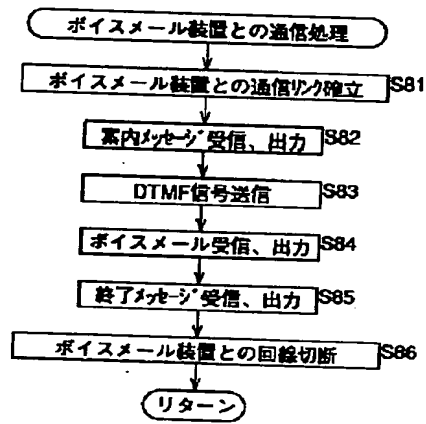 ボイスメール装置との通信処理
ボイスメール装置との通信リンク確立 S81
案内メッセージ受信、出力 S82
DTMF信号送信 S83
ボイスメール受信、出力 S84
終了メッセージ受信、出力 S85
ボイスメール装置との回線切断 S86
リターン